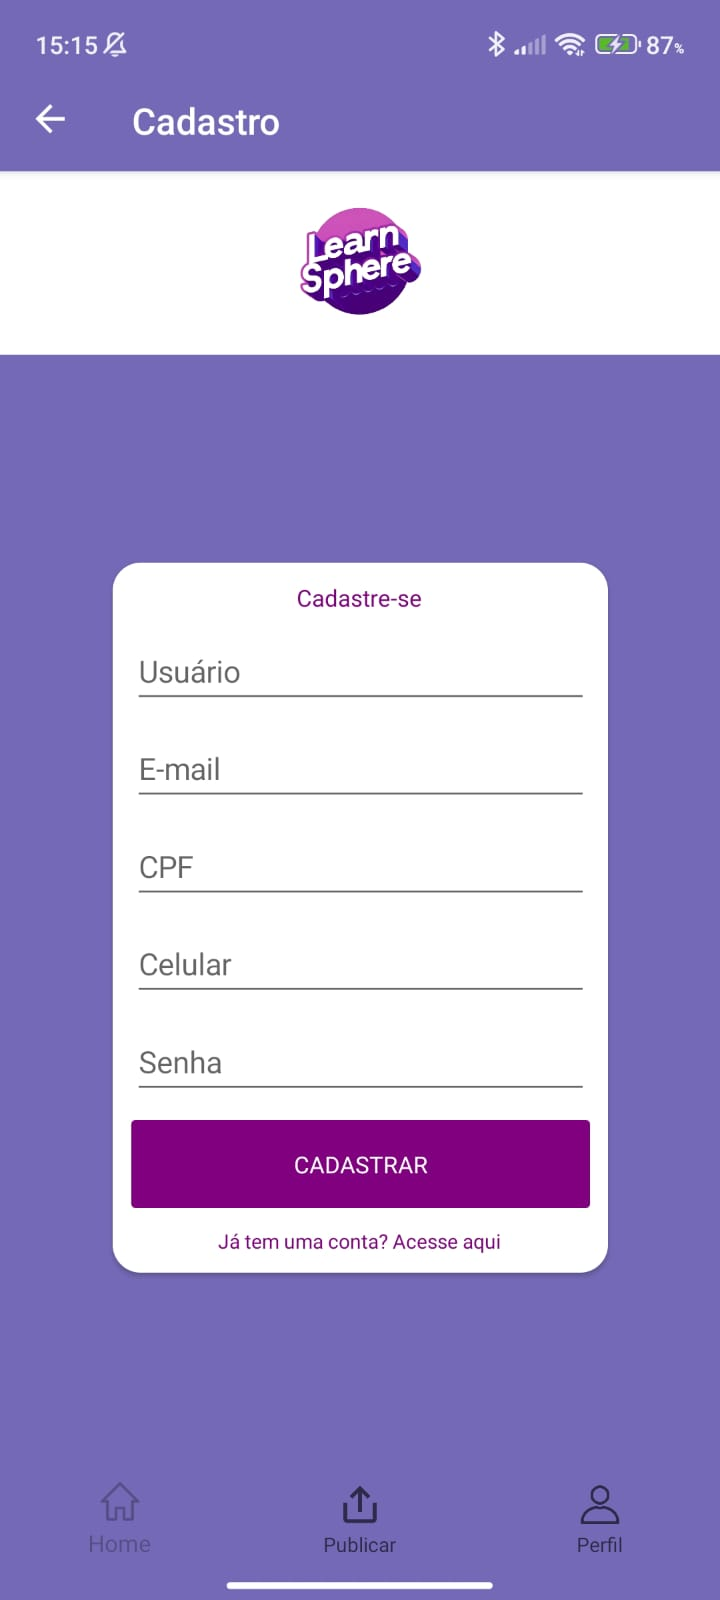 15:15 87%
Cadastro
Learn
Sphere
Cadastre-se
Usuário
E-mail
CPF
Celular
Senha
CADASTRAR
Já tem uma conta? Acesse aqui
Home Publicar Perfil